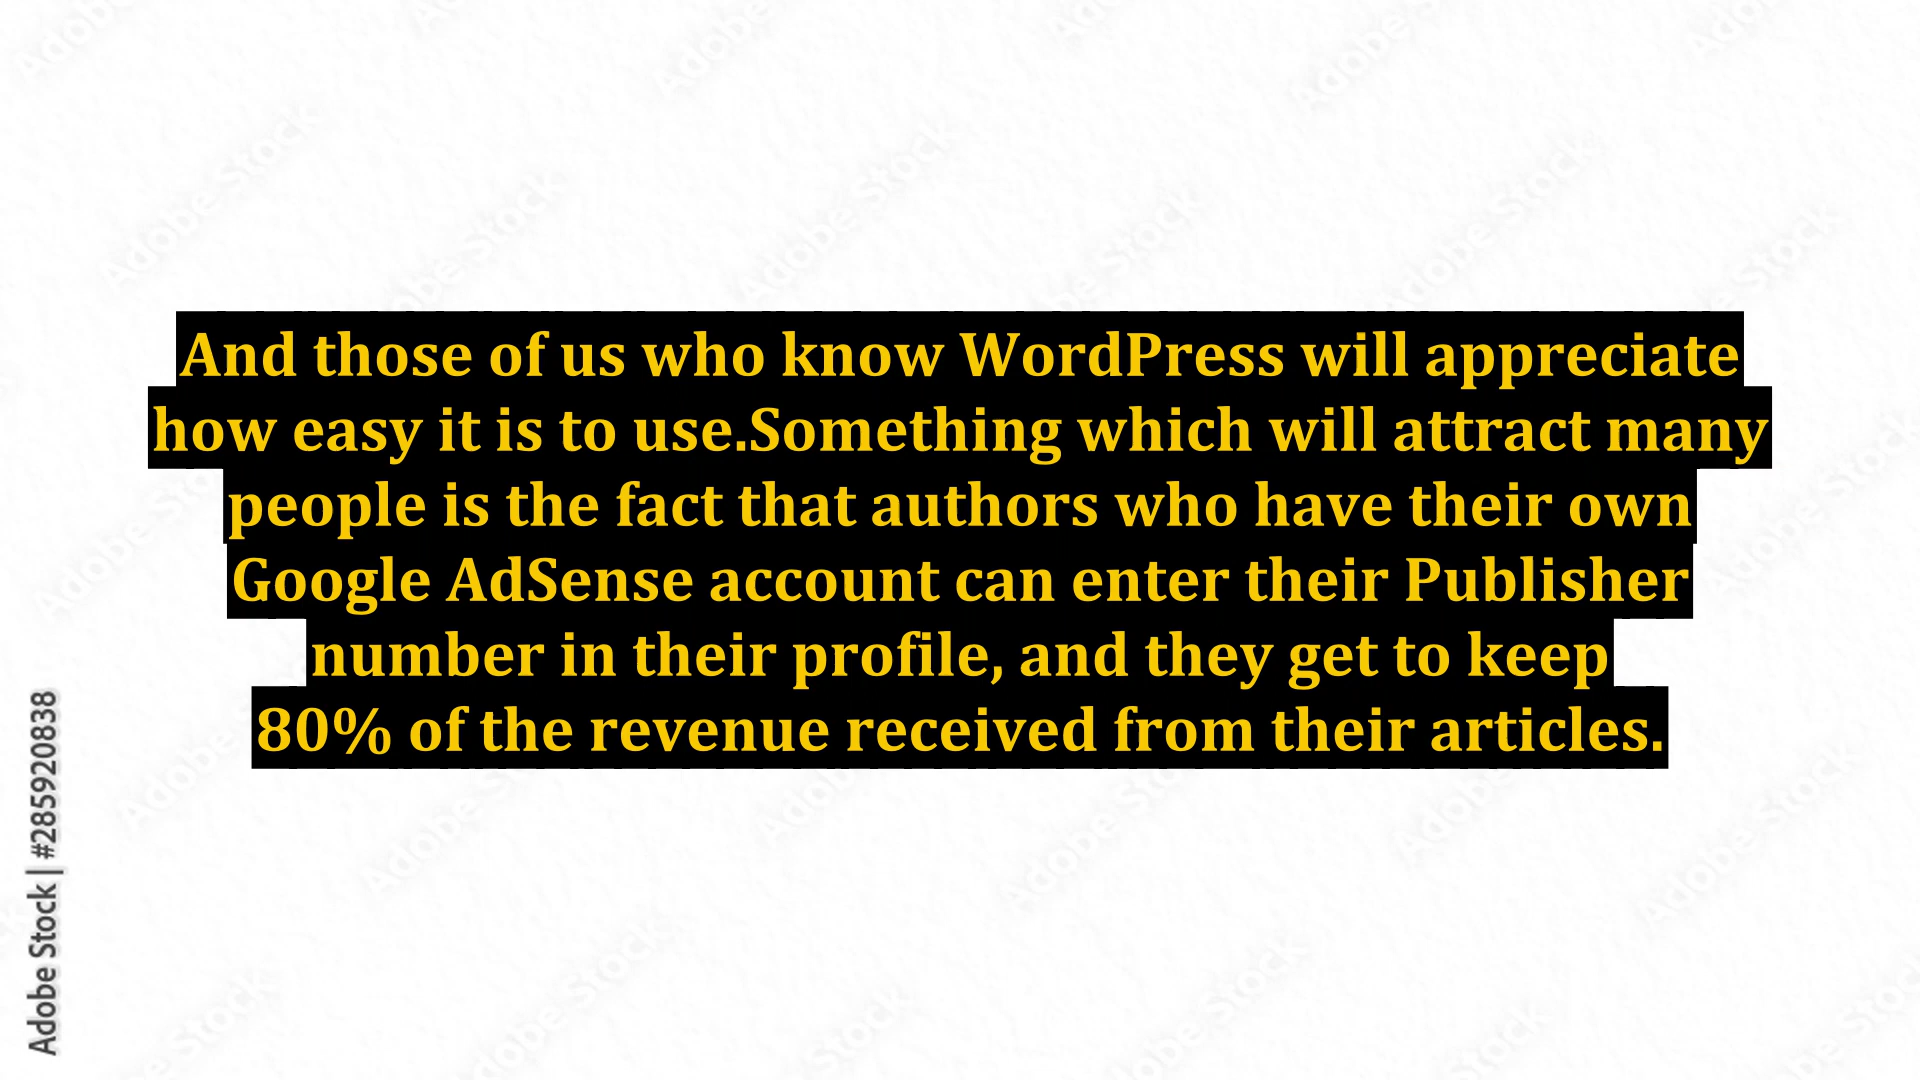 And those of us who know WordPress will appreciate
how easy it is to use.Something which will attract many
people is the fact that authors who have their own
Google AdSense account can enter their Publisher
number in their profile, and they get to keep
80% of the revenue received from their articles.
Adobe Stock | #285920838
Adobe Stock